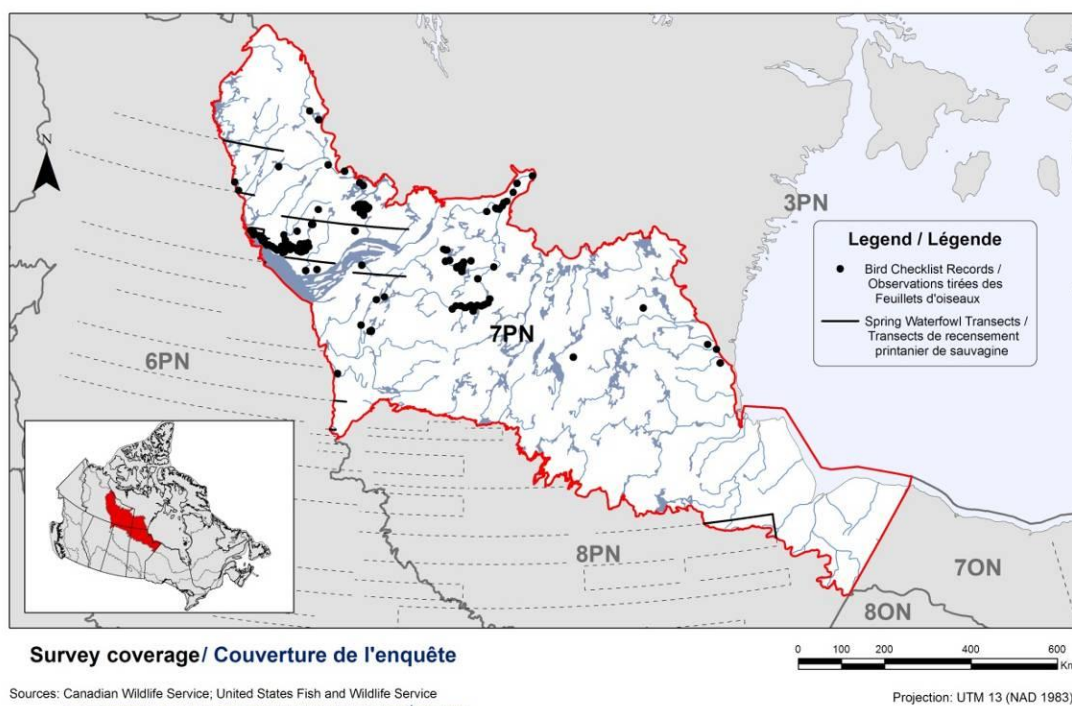 N
3PN
Legend / Légende
Bird Checklist Records /
Observations tirées des
Feuillets d'oiseaux
Spring Waterfowl Transects /
Transects de recensement
printanier de sauvagine
7PN
6PN
8PN
7ON
8ON
Survey coverage/ Couverture de l'enquête
0 100 200 400 600
Km
Sources: Canadian Wildlife Service; United States Fish and Wildlife Service
Projection: UTM 13 (NAD 1983)